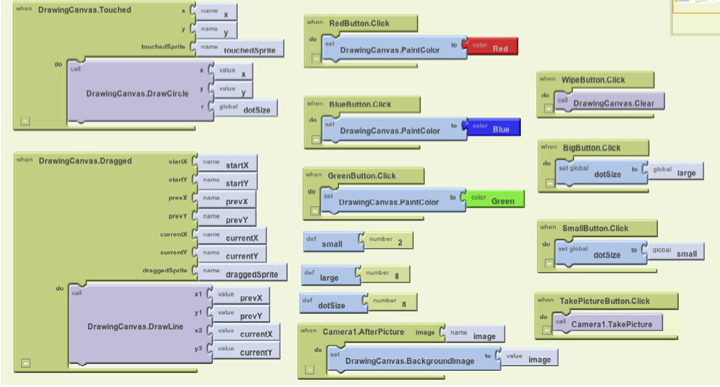 when DrawingCanvas.Touched x name x
y name y
touchedSprite name touchedSprite
do call DrawingCanvas.DrawCircle x value x
y value y
r global dotSize
when DrawingCanvas.Dragged startX name startX
startY name startY
prevX name prevX
prevY name prevY
currentX name currentX
currentY name currentY
draggedSprite name draggedSprite
do call DrawingCanvas.DrawLine x1 value prevX
y1 value prevY
x2 value currentX
y2 value currentY
when RedButton.Click
do set DrawingCanvas.PaintColor to color Red
when BlueButton.Click
do set DrawingCanvas.PaintColor to color Blue
when GreenButton.Click
do set DrawingCanvas.PaintColor to color Green
def small number 2
def large number 8
def dotSize number 8
when Camera1.AfterPicture image name image
do set DrawingCanvas.BackgroundImage to value image
when WipeButton.Click
do call DrawingCanvas.Clear
when BigButton.Click
do set global dotSize to global large
when SmallButton.Click
do set global dotSize to global small
when TakePictureButton.Click
do call Camera1.TakePicture